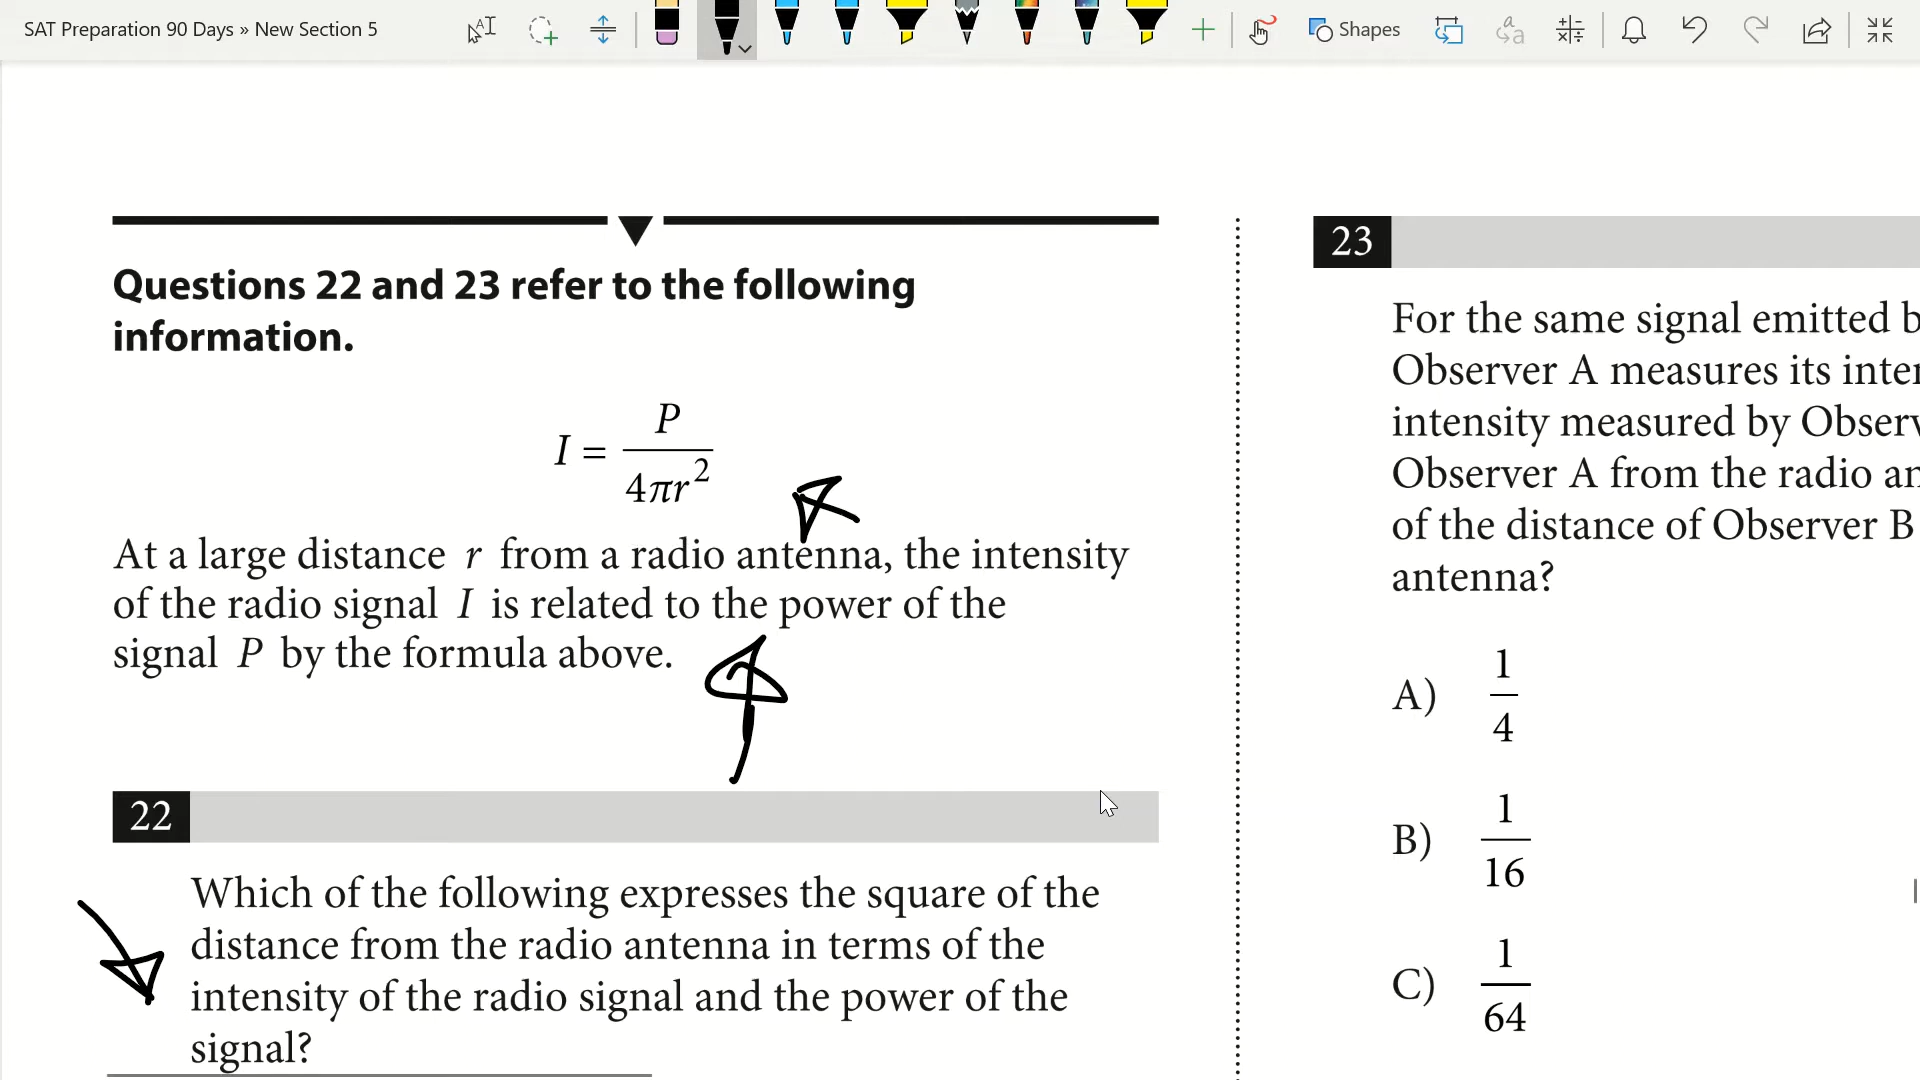 SAT Preparation 90 Days » New Section 5
Shapes
Questions 22 and 23 refer to the following
information.
I = P / 4πr²
At a large distance r from a radio antenna, the intensity
of the radio signal I is related to the power of the
signal P by the formula above.
22
Which of the following expresses the square of the
distance from the radio antenna in terms of the
intensity of the radio signal and the power of the
signal?
23
For the same signal emitted b
Observer A measures its inte
intensity measured by Obser
Observer A from the radio an
of the distance of Observer B
antenna?
A) 1/4
B) 1/16
C) 1/64